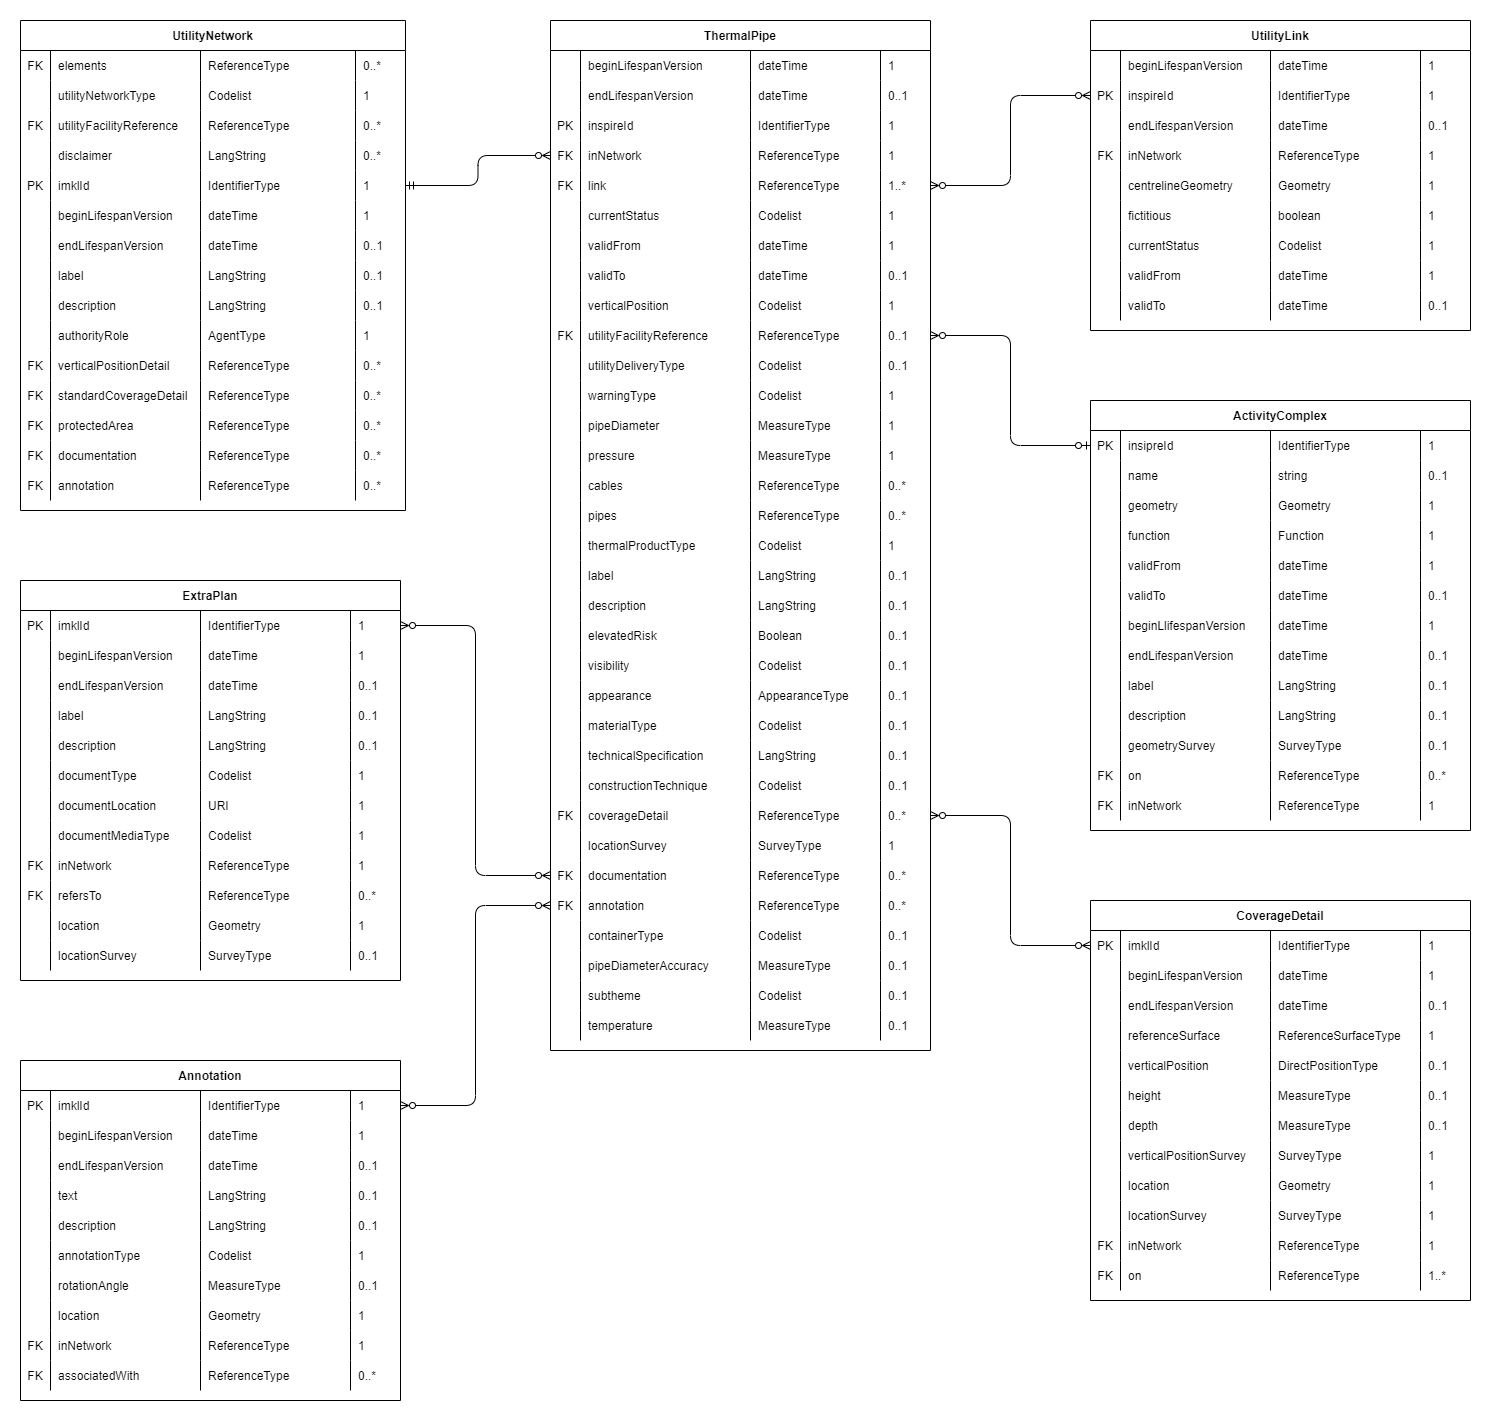 UtilityNetwork
FK elements ReferenceType 0..*
utilityNetworkType Codelist 1
FK utilityFacilityReference ReferenceType 0..*
disclaimer LangString 0..*
PK imklId IdentifierType 1
beginLifespanVersion dateTime 1
endLifespanVersion dateTime 0..1
label LangString 0..1
description LangString 0..1
authorityRole AgentType 1
FK verticalPositionDetail ReferenceType 0..*
FK standardCoverageDetail ReferenceType 0..*
FK protectedArea ReferenceType 0..*
FK documentation ReferenceType 0..*
FK annotation ReferenceType 0..*
ExtraPlan
PK imklId IdentifierType 1
beginLifespanVersion dateTime 1
endLifespanVersion dateTime 0..1
label LangString 0..1
description LangString 0..1
documentType Codelist 1
documentLocation URI 1
documentMediaType Codelist 1
FK inNetwork ReferenceType 1
FK refersTo ReferenceType 0..*
location Geometry 1
locationSurvey SurveyType 0..1
Annotation
PK imklId IdentifierType 1
beginLifespanVersion dateTime 1
endLifespanVersion dateTime 0..1
text LangString 0..1
description LangString 0..1
annotationType Codelist 1
rotationAngle MeasureType 0..1
location Geometry 1
FK inNetwork ReferenceType 1
FK associatedWith ReferenceType 0..*
ThermalPipe
beginLifespanVersion dateTime 1
endLifespanVersion dateTime 0..1
PK inspireId IdentifierType 1
FK inNetwork ReferenceType 1
FK link ReferenceType 1..*
currentStatus Codelist 1
validFrom dateTime 1
validTo dateTime 0..1
verticalPosition Codelist 1
FK utilityFacilityReference ReferenceType 0..1
utilityDeliveryType Codelist 0..1
warningType Codelist 1
pipeDiameter MeasureType 1
pressure MeasureType 1
cables ReferenceType 0..*
pipes ReferenceType 0..*
thermalProductType Codelist 1
label LangString 0..1
description LangString 0..1
elevatedRisk Boolean 0..1
visibility Codelist 0..1
appearance AppearanceType 0..1
materialType Codelist 0..1
technicalSpecification LangString 0..1
constructionTechnique Codelist 0..1
FK coverageDetail ReferenceType 0..*
locationSurvey SurveyType 1
FK documentation ReferenceType 0..*
FK annotation ReferenceType 0..*
containerType Codelist 0..1
pipeDiameterAccuracy MeasureType 0..1
subtheme Codelist 0..1
temperature MeasureType 0..1
UtilityLink
beginLifespanVersion dateTime 1
PK inspireId IdentifierType 1
endLifespanVersion dateTime 0..1
FK inNetwork ReferenceType 1
centrelineGeometry Geometry 1
fictitious boolean 1
currentStatus Codelist 1
validFrom dateTime 1
validTo dateTime 0..1
ActivityComplex
PK insipreId IdentifierType 1
name string 0..1
geometry Geometry 1
function Function 1
validFrom dateTime 1
validTo dateTime 0..1
beginLlifespanVersion dateTime 1
endLifespanVersion dateTime 0..1
label LangString 0..1
description LangString 0..1
geometrySurvey SurveyType 0..1
FK on ReferenceType 0..*
FK inNetwork ReferenceType 1
CoverageDetail
PK imklId IdentifierType 1
beginLifespanVersion dateTime 1
endLifespanVersion dateTime 0..1
referenceSurface ReferenceSurfaceType 1
verticalPosition DirectPositionType 0..1
height MeasureType 0..1
depth MeasureType 0..1
verticalPositionSurvey SurveyType 1
location Geometry 1
locationSurvey SurveyType 1
FK inNetwork ReferenceType 1
FK on ReferenceType 1..*